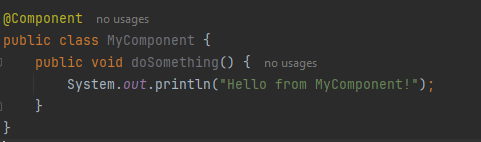 @Component no usages
public class MyComponent {
    public void doSomething() { no usages
        System.out.println("Hello from MyComponent!");
    }
}